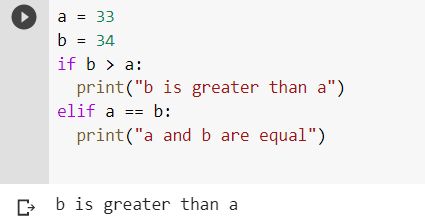 a = 33
b = 34
if b > a:
  print("b is greater than a")
elif a == b:
  print("a and b are equal")
b is greater than a